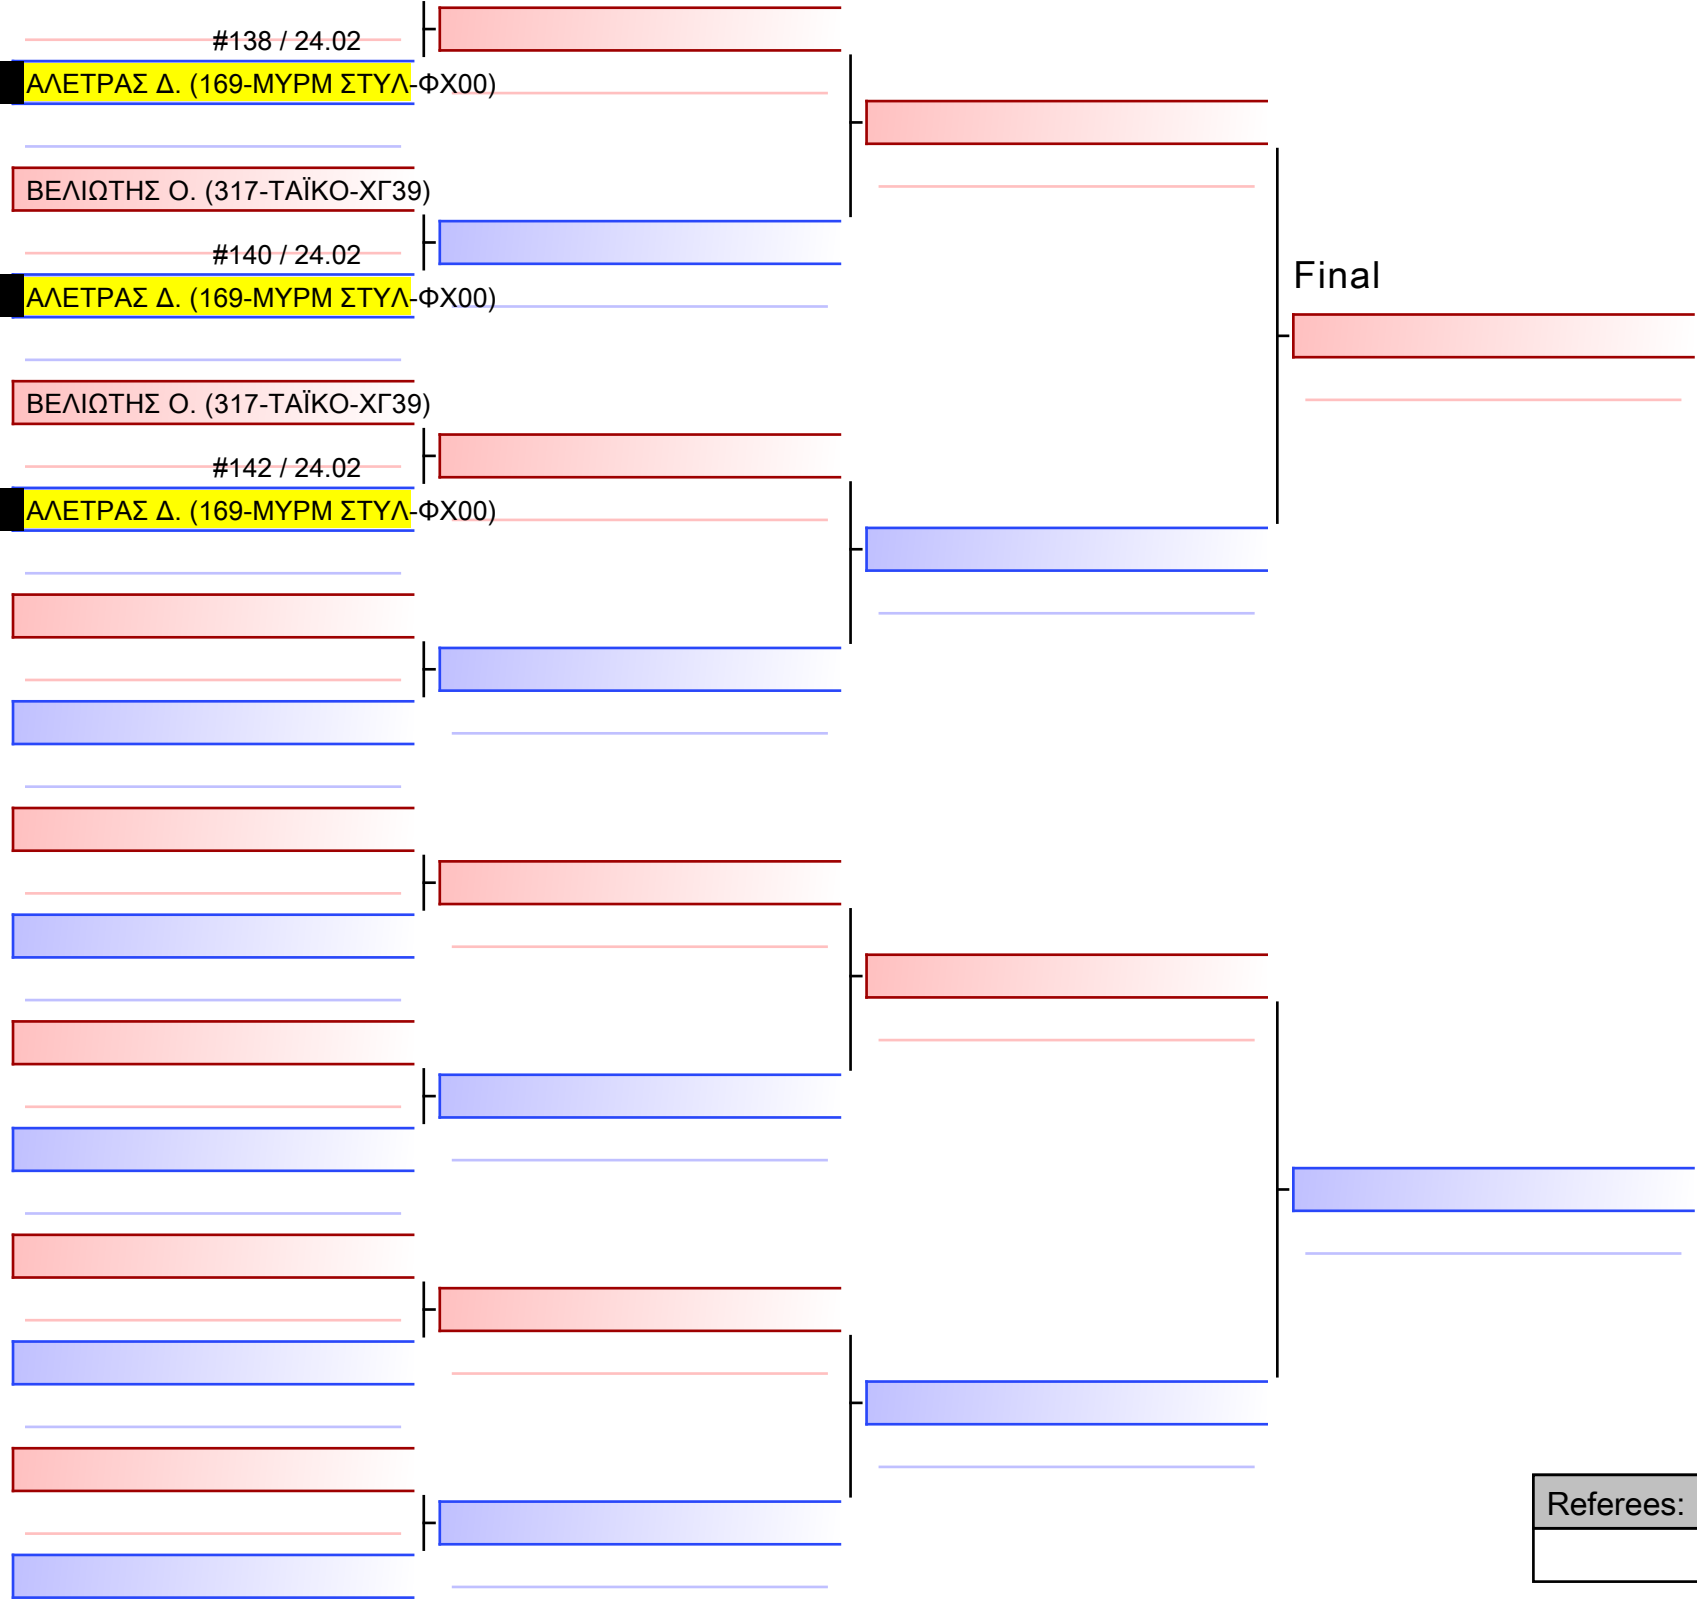 #138 / 24.02
ΑΛΕΤΡΑΣ Δ. (169-ΜΥΡΜ ΣΤΥΛ-ΦΧ00)
ΒΕΛΙΩΤΗΣ Ο. (317-ΤΑΪΚΟ-ΧΓ39)
#140 / 24.02
Final
ΑΛΕΤΡΑΣ Δ. (169-ΜΥΡΜ ΣΤΥΛ-ΦΧ00)
ΒΕΛΙΩΤΗΣ Ο. (317-ΤΑΪΚΟ-ΧΓ39)
#142 / 24.02
ΑΛΕΤΡΑΣ Δ. (169-ΜΥΡΜ ΣΤΥΛ-ΦΧ00)
Referees: